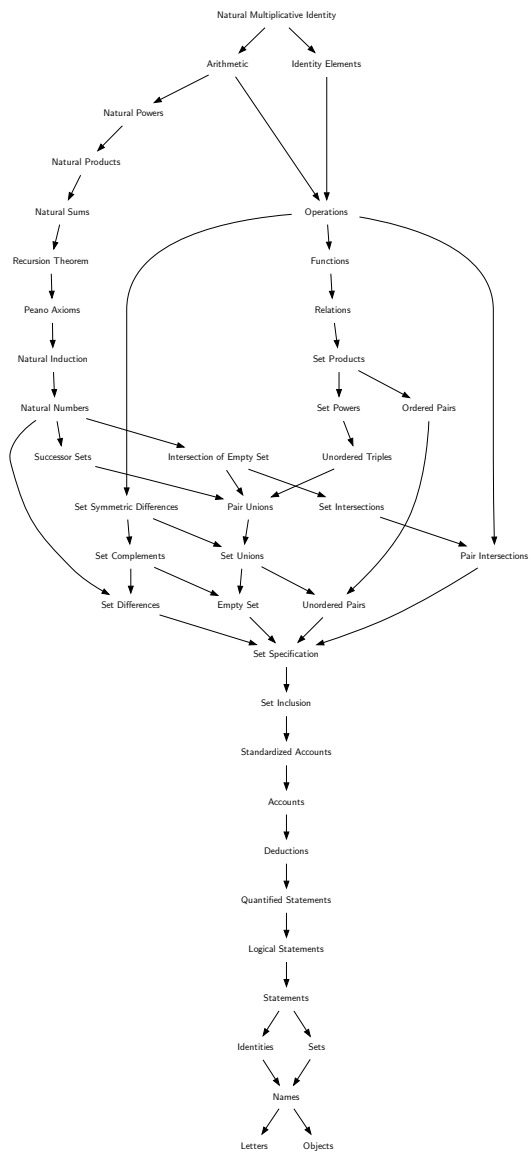 Natural Multiplicative Identity
Arithmetic
Identity Elements
Natural Powers
Natural Products
Natural Sums
Operations
Recursion Theorem
Functions
Peano Axioms
Relations
Natural Induction
Set Products
Natural Numbers
Set Powers
Ordered Pairs
Successor Sets
Intersection of Empty Set
Unordered Triples
Set Symmetric Differences
Pair Unions
Set Intersections
Set Complements
Set Unions
Pair Intersections
Set Differences
Empty Set
Unordered Pairs
Set Specification
Set Inclusion
Standardized Accounts
Accounts
Deductions
Quantified Statements
Logical Statements
Statements
Identities
Sets
Names
Letters
Objects